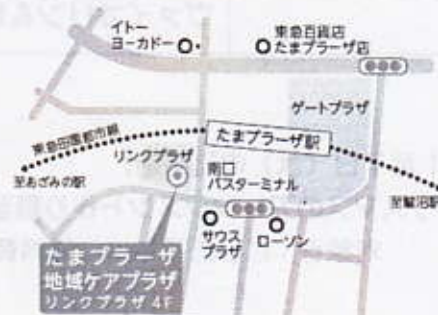 イトー
ヨーカドー
東急百貨店
たまプラーザ店
ゲートプラザ
東急田園都市線
たまプラーザ駅
リンクプラザ
南口
バスターミナル
至あざみの駅
至鷺沼駅
サウス
プラザ
ローソン
たまプラーザ
地域ケアプラザ
リンクプラザ 4F